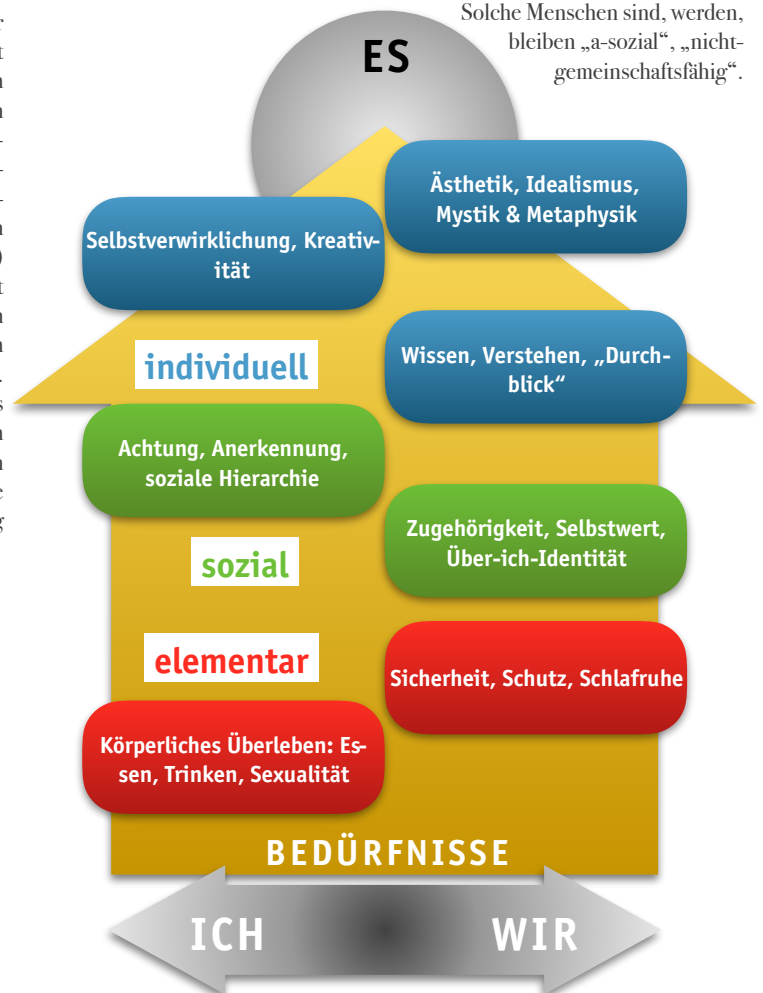 Solche Menschen sind, werden,
bleiben „a-sozial“, „nicht-
gemeinschaftsfähig“.
ES
Ästhetik, Idealismus,
Mystik & Metaphysik
Selbstverwirklichung, Kreativ-
ität
individuell
Wissen, Verstehen, „Durch-
blick“
Achtung, Anerkennung,
soziale Hierarchie
Zugehörigkeit, Selbstwert,
Über-ich-Identität
sozial
elementar
Sicherheit, Schutz, Schlafruhe
Körperliches Überleben: Es-
sen, Trinken, Sexualität
BEDÜRFNISSE
ICH
WIR